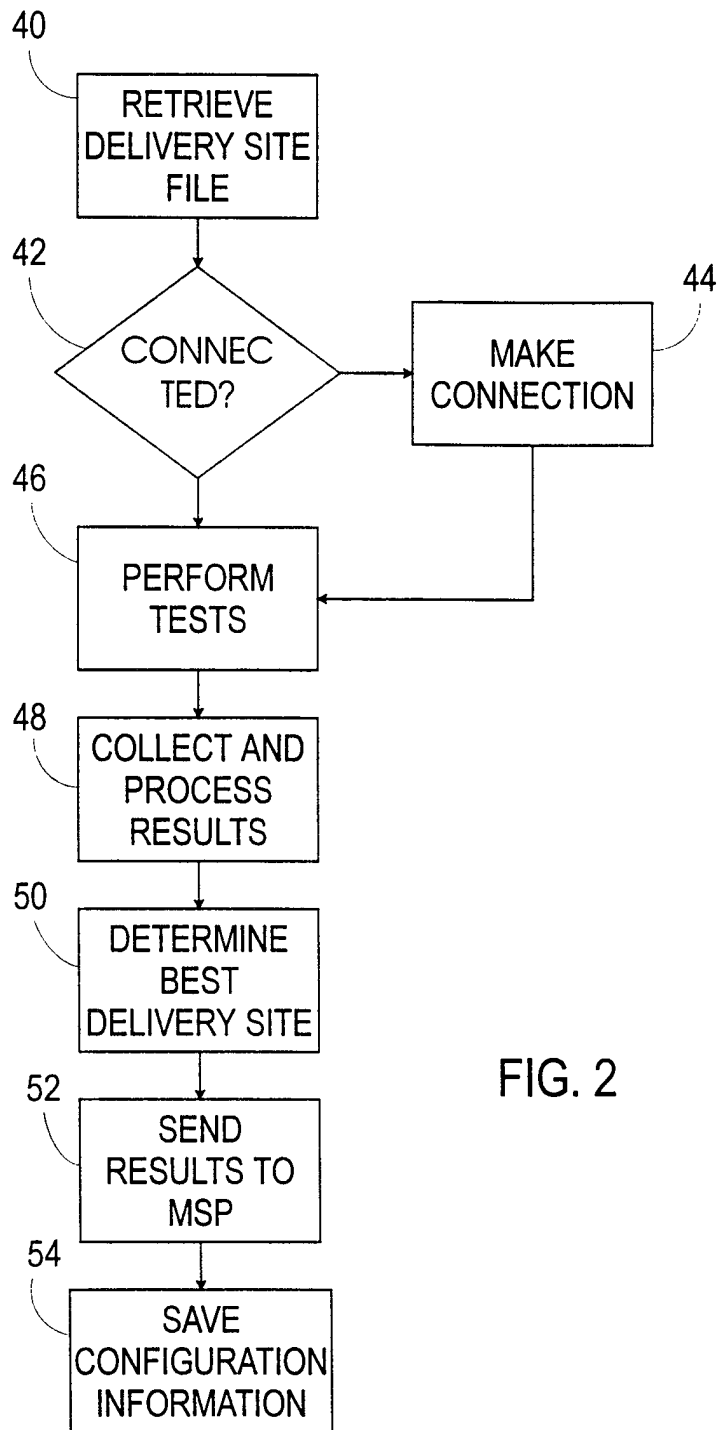 40
RETRIEVE
DELIVERY SITE
FILE
42
CONNEC
TED?
44
MAKE
CONNECTION
46
PERFORM
TESTS
48
COLLECT AND
PROCESS
RESULTS
50
DETERMINE
BEST
DELIVERY SITE
FIG. 2
52
SEND
RESULTS TO
MSP
54
SAVE
CONFIGURATION
INFORMATION